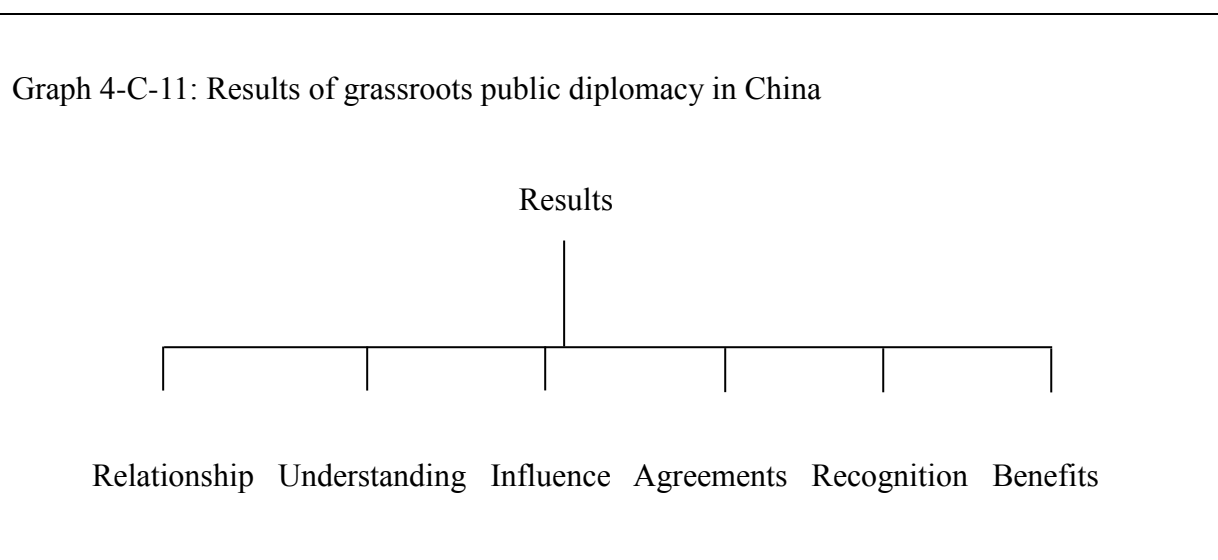 Graph 4-C-11: Results of grassroots public diplomacy in China
Results
Relationship Understanding Influence Agreements Recognition Benefits